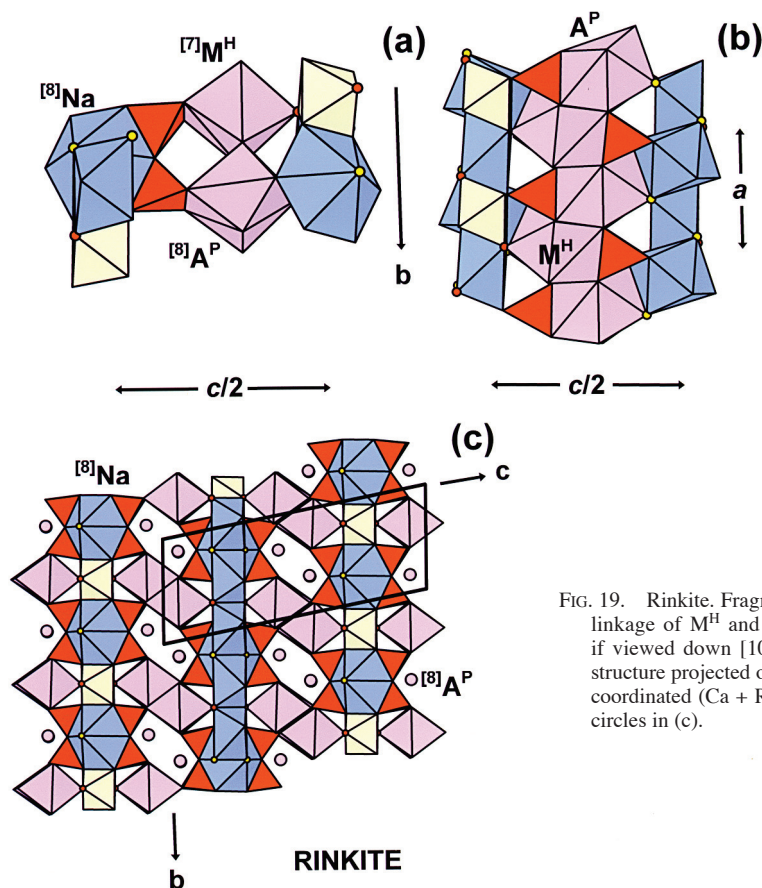 (a)
[7]M^H
[8]Na
[8]A^P
b
c/2
A^P
(b)
a
M^H
c/2
(c)
[8]Na
c
[8]A^P
b
RINKITE
FIG. 19. Rinkite. Fragn
linkage of M^H and
if viewed down [10
structure projected o
coordinated (Ca + R
circles in (c).